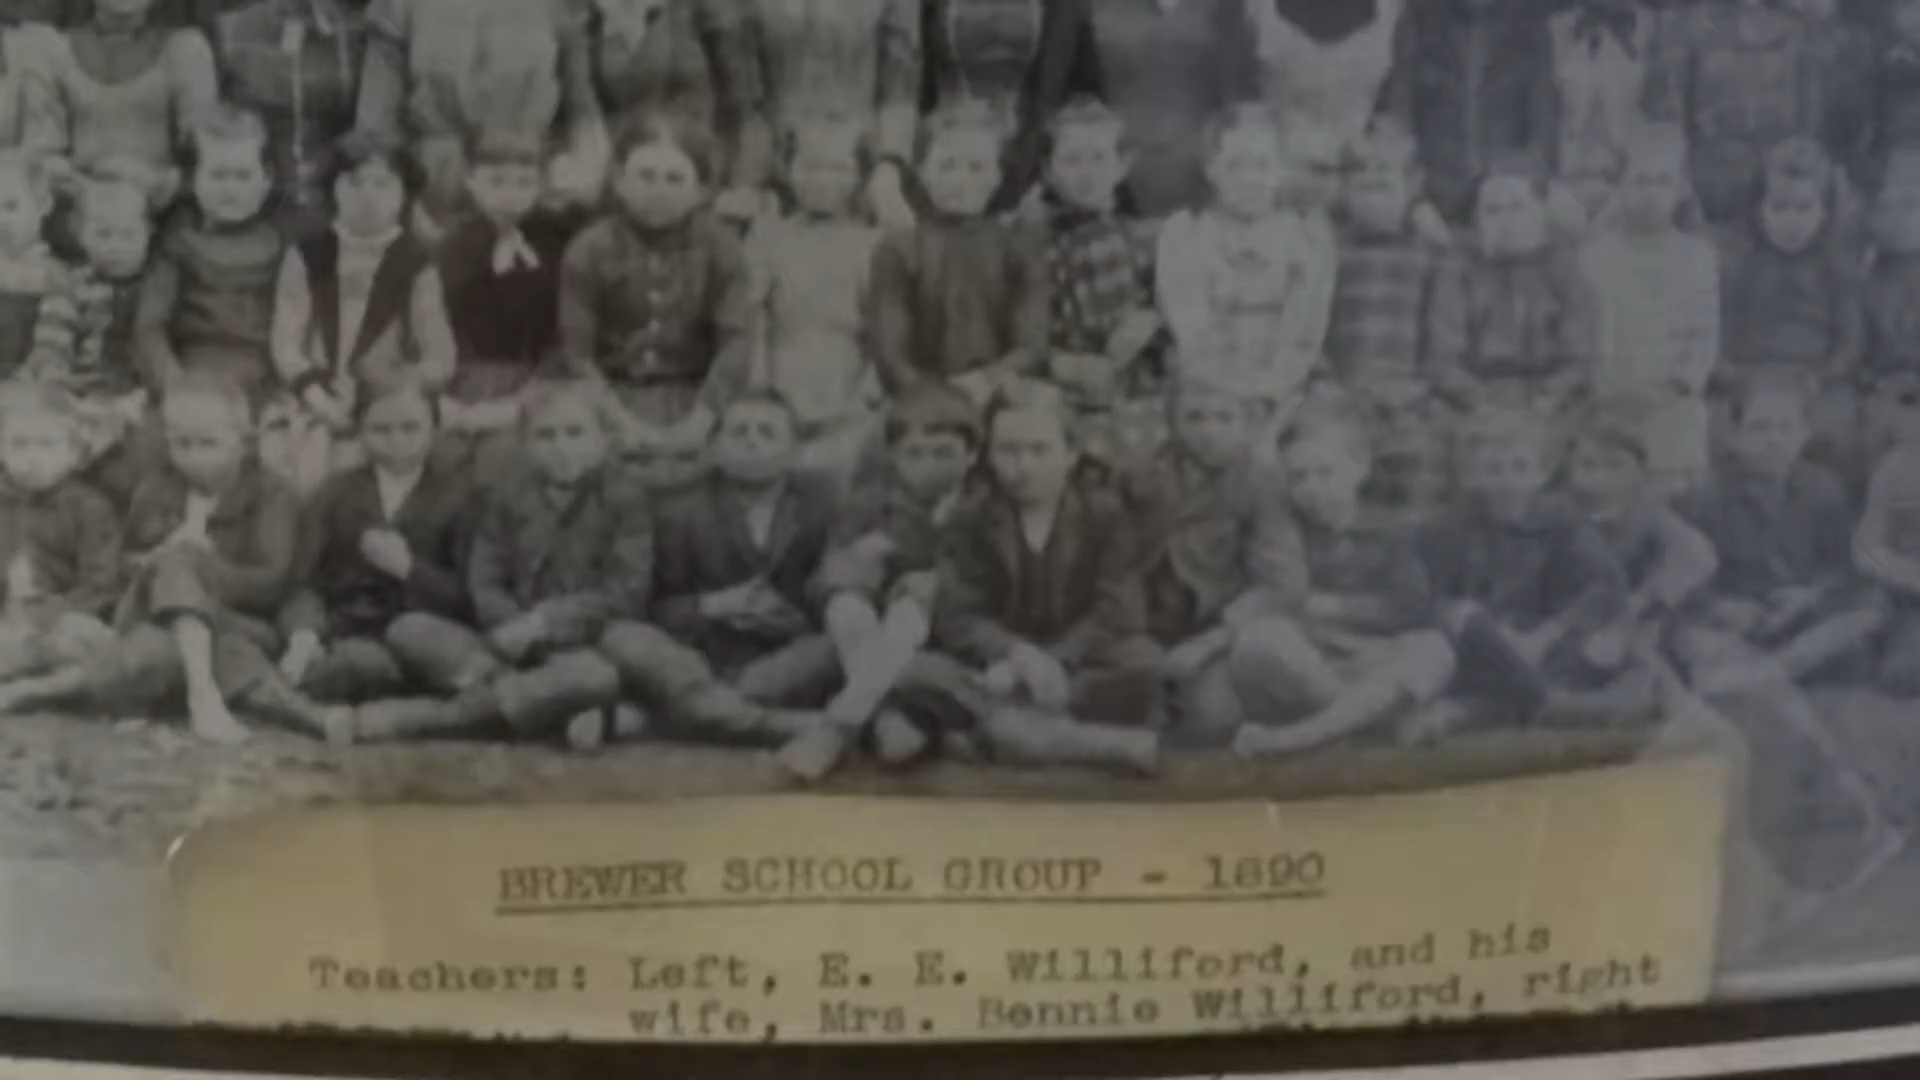 BREWER SCHOOL GROUP - 1890
Teachers: Left, E. E. Williford, and his
wife, Mrs. Bennie Williford, right